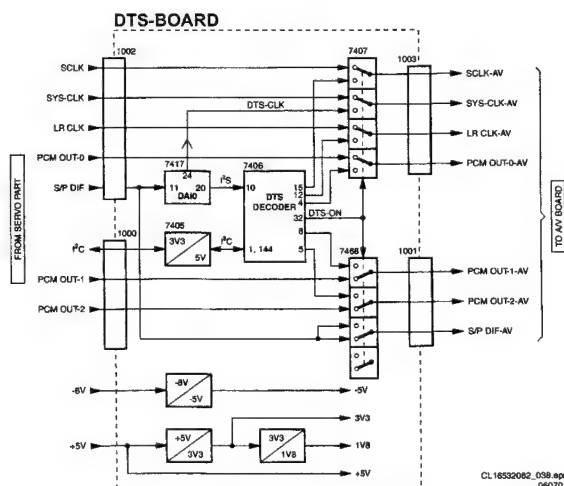 DTS-BOARD
1002
7407
1003
SCLK
SCLK-AV
SYS-CLK
SYS-CLK-AV
DTS-CLK
LR CLK
LR CLK-AV
PCM OUT-0
PCM OUT-0-AV
7417
7406
24
S/P DIF
11
20
DAI0
I²S
10
DTS
DECODER
15
12
4
32
DTS-ON
8
5
1, 144
FROM SERVO PART
TO A/V BOARD
1000
7405
I²C
3V3
5V
I²C
7468
1001
PCM OUT-1
PCM OUT-1-AV
PCM OUT-2
PCM OUT-2-AV
S/P DIF-AV
-8V
-8V
-5V
-5V
3V3
+5V
+5V
3V3
3V3
1V8
1V8
+5V
CL16532082_038.eps